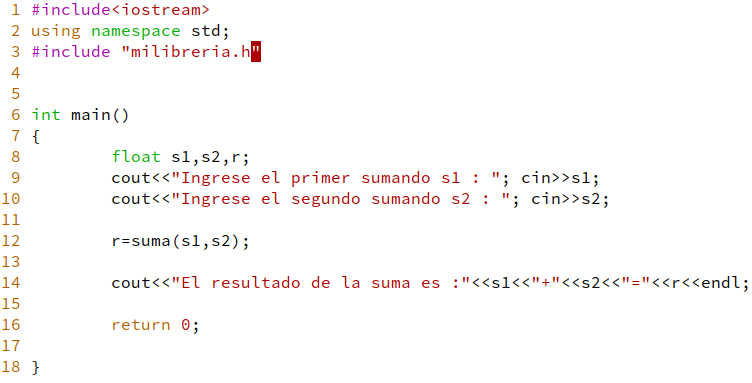 1 #include<iostream>
2 using namespace std;
3 #include "milibreria.h"
4
5
6 int main()
7 {
8         float s1,s2,r;
9         cout<<"Ingrese el primer sumando s1 : "; cin>>s1;
10         cout<<"Ingrese el segundo sumando s2 : "; cin>>s2;
11
12         r=suma(s1,s2);
13
14         cout<<"El resultado de la suma es :"<<s1<<"+"<<s2<<"="<<r<<endl;
15
16         return 0;
17
18 }